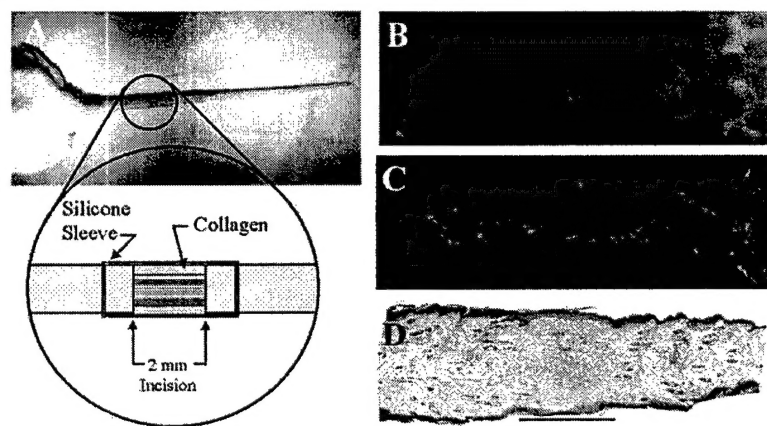 A
B
C
D
Silicone
Sleeve
Collagen
2 mm
Incision